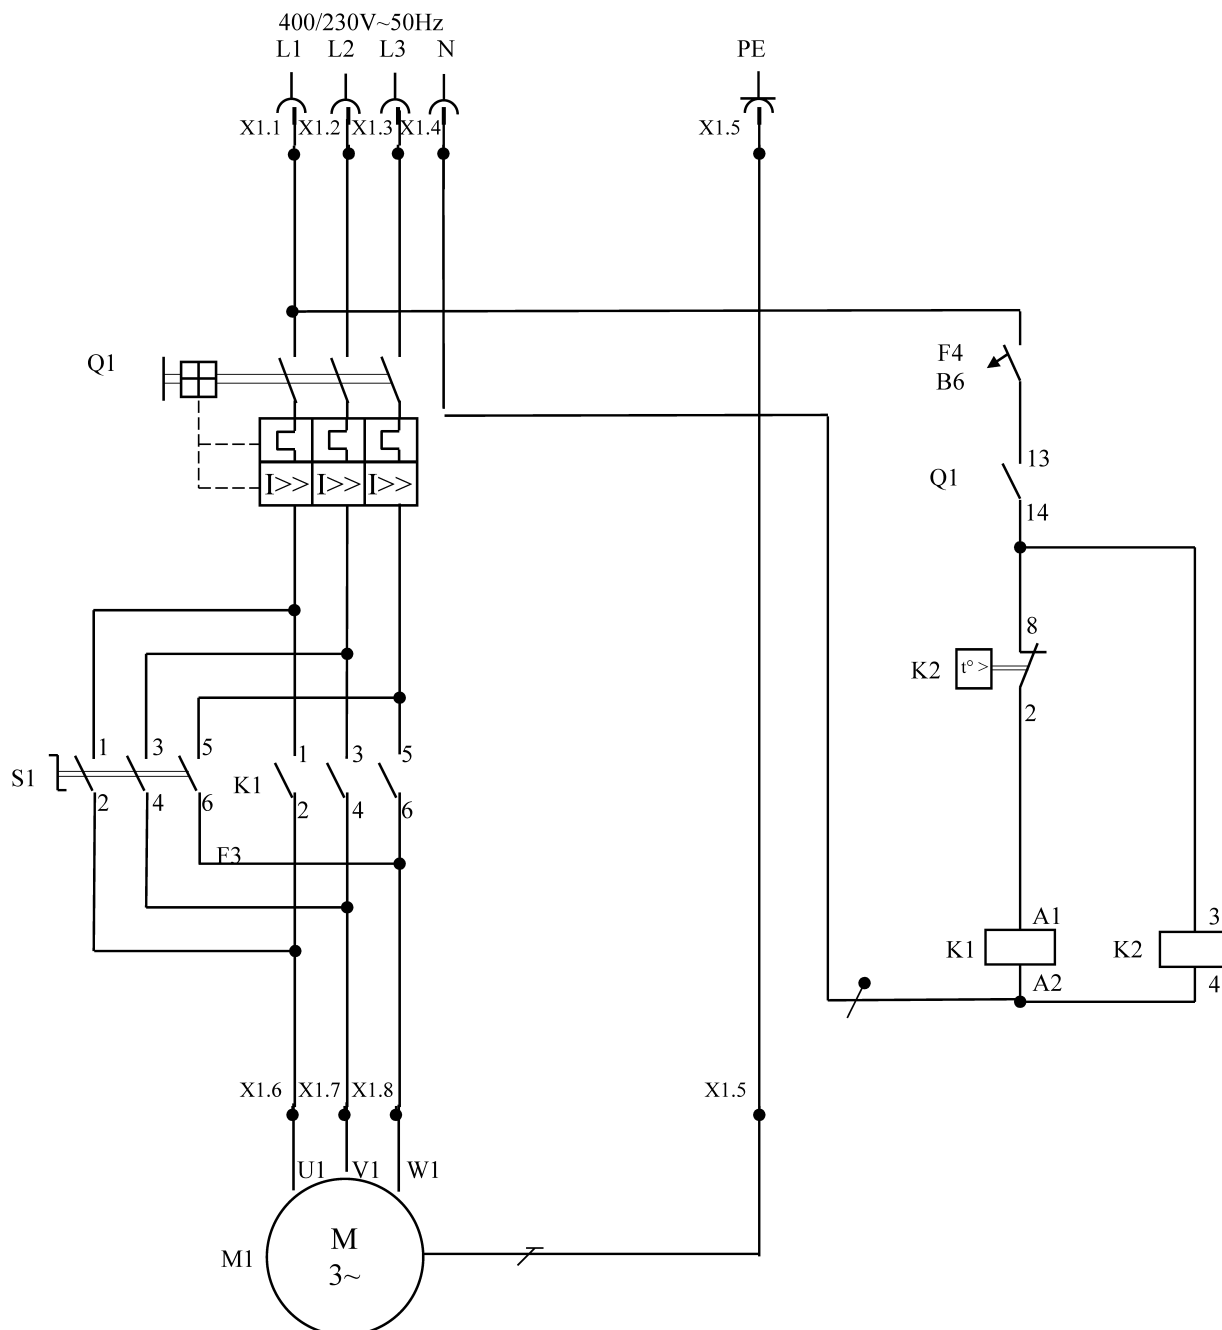 400/230V~50Hz
L1 L2 L3 N PE
X1.1 X1.2 X1.3 X1.4 X1.5
Q1
F4
B6
I>> I>> I>>
13
Q1
14
8
K2 t° >
2
1 3 5 1 3 5
S1 K1
2 4 6 2 4 6
F3
A1 3
K1 K2
A2 4
X1.6 X1.7 X1.8 X1.5
U1 V1 W1
M
M1
3~